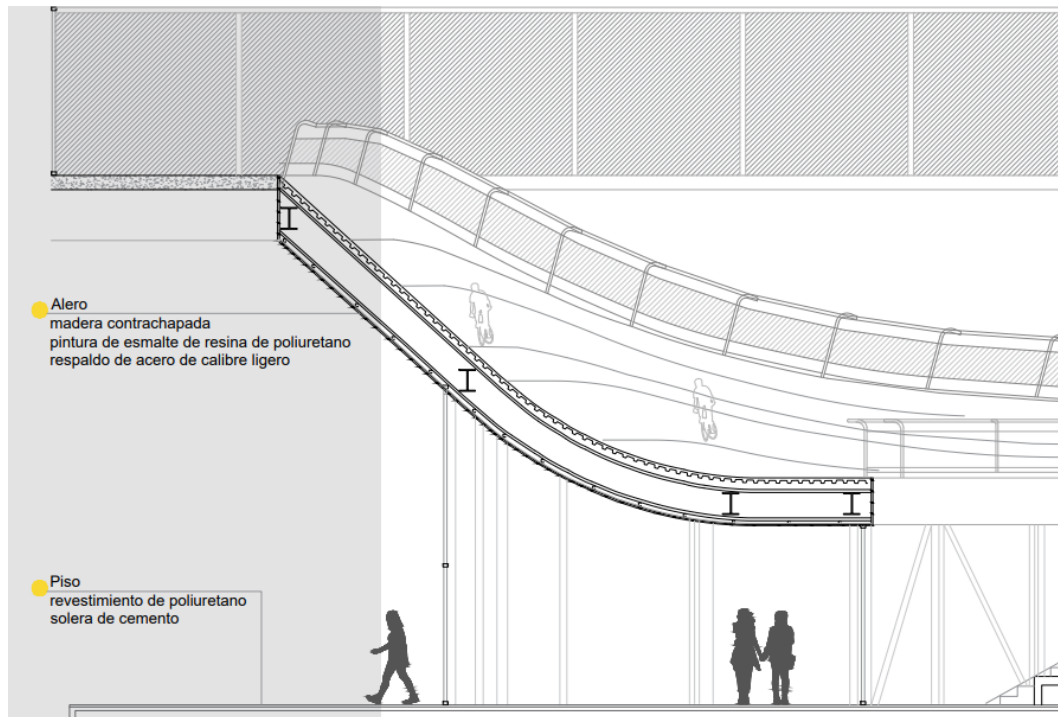 Alero
madera contrachapada
pintura de esmalte de resina de poliuretano
respaldo de acero de calibre ligero
Piso
revestimiento de poliuretano
solera de cemento